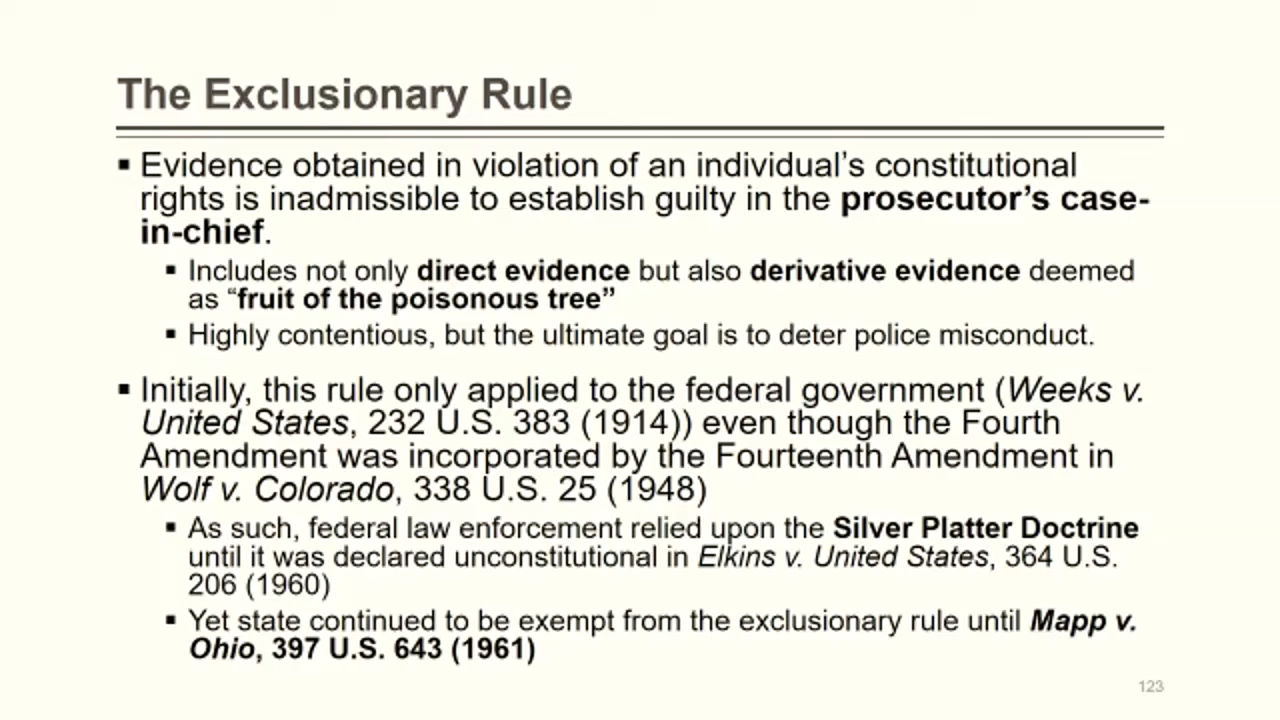 The Exclusionary Rule
▪ Evidence obtained in violation of an individual’s constitutional
rights is inadmissible to establish guilty in the prosecutor’s case-
in-chief.
▪ Includes not only direct evidence but also derivative evidence deemed
as “fruit of the poisonous tree”
▪ Highly contentious, but the ultimate goal is to deter police misconduct.
▪ Initially, this rule only applied to the federal government (Weeks v.
United States, 232 U.S. 383 (1914)) even though the Fourth
Amendment was incorporated by the Fourteenth Amendment in
Wolf v. Colorado, 338 U.S. 25 (1948)
▪ As such, federal law enforcement relied upon the Silver Platter Doctrine
until it was declared unconstitutional in Elkins v. United States, 364 U.S.
206 (1960)
▪ Yet state continued to be exempt from the exclusionary rule until Mapp v.
Ohio, 397 U.S. 643 (1961)
123